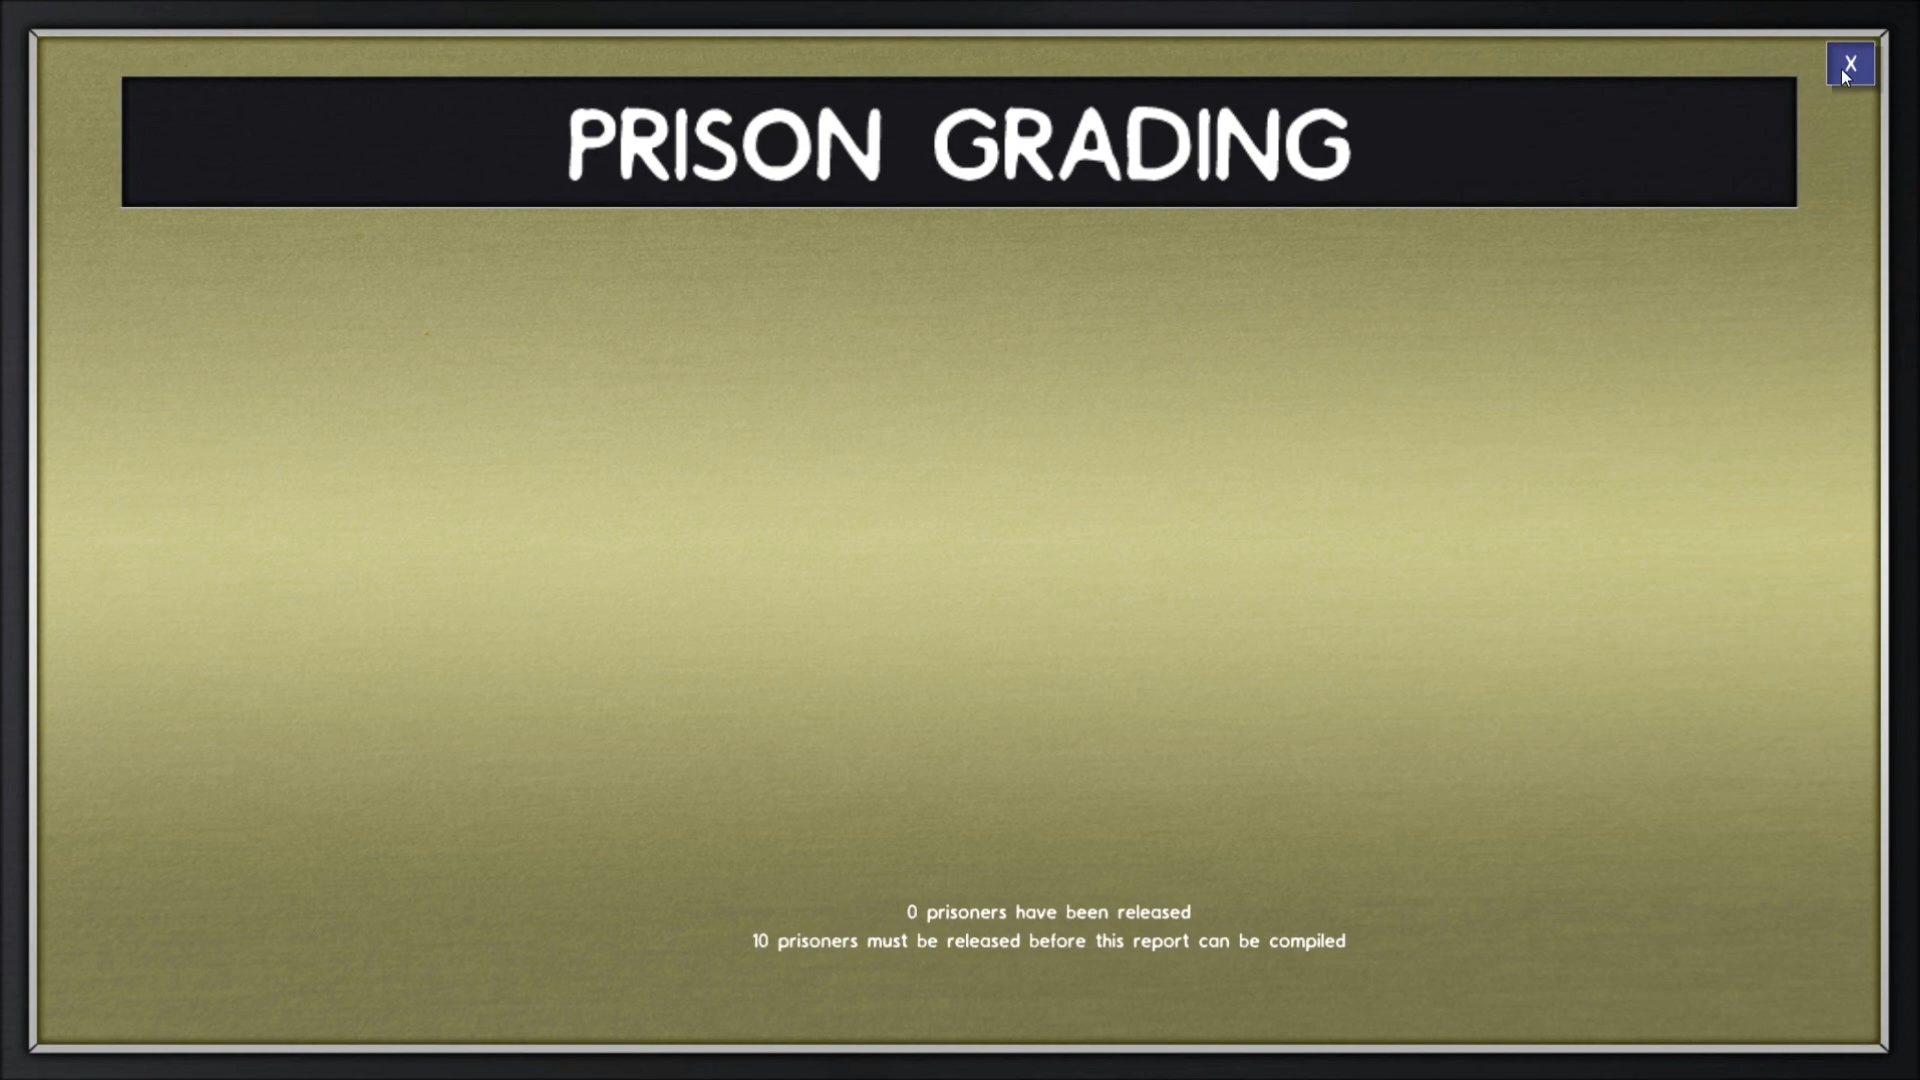 X
PRISON GRADING
0 prisoners have been released
10 prisoners must be released before this report can be compiled